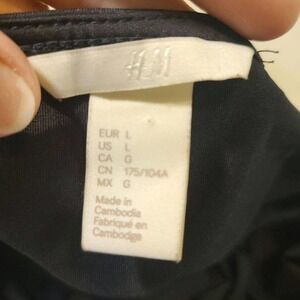 H&M
EUR L
US L
CA G
CN 175/104A
MX G
Made in
Cambodia
Fabriqué en
Cambodge